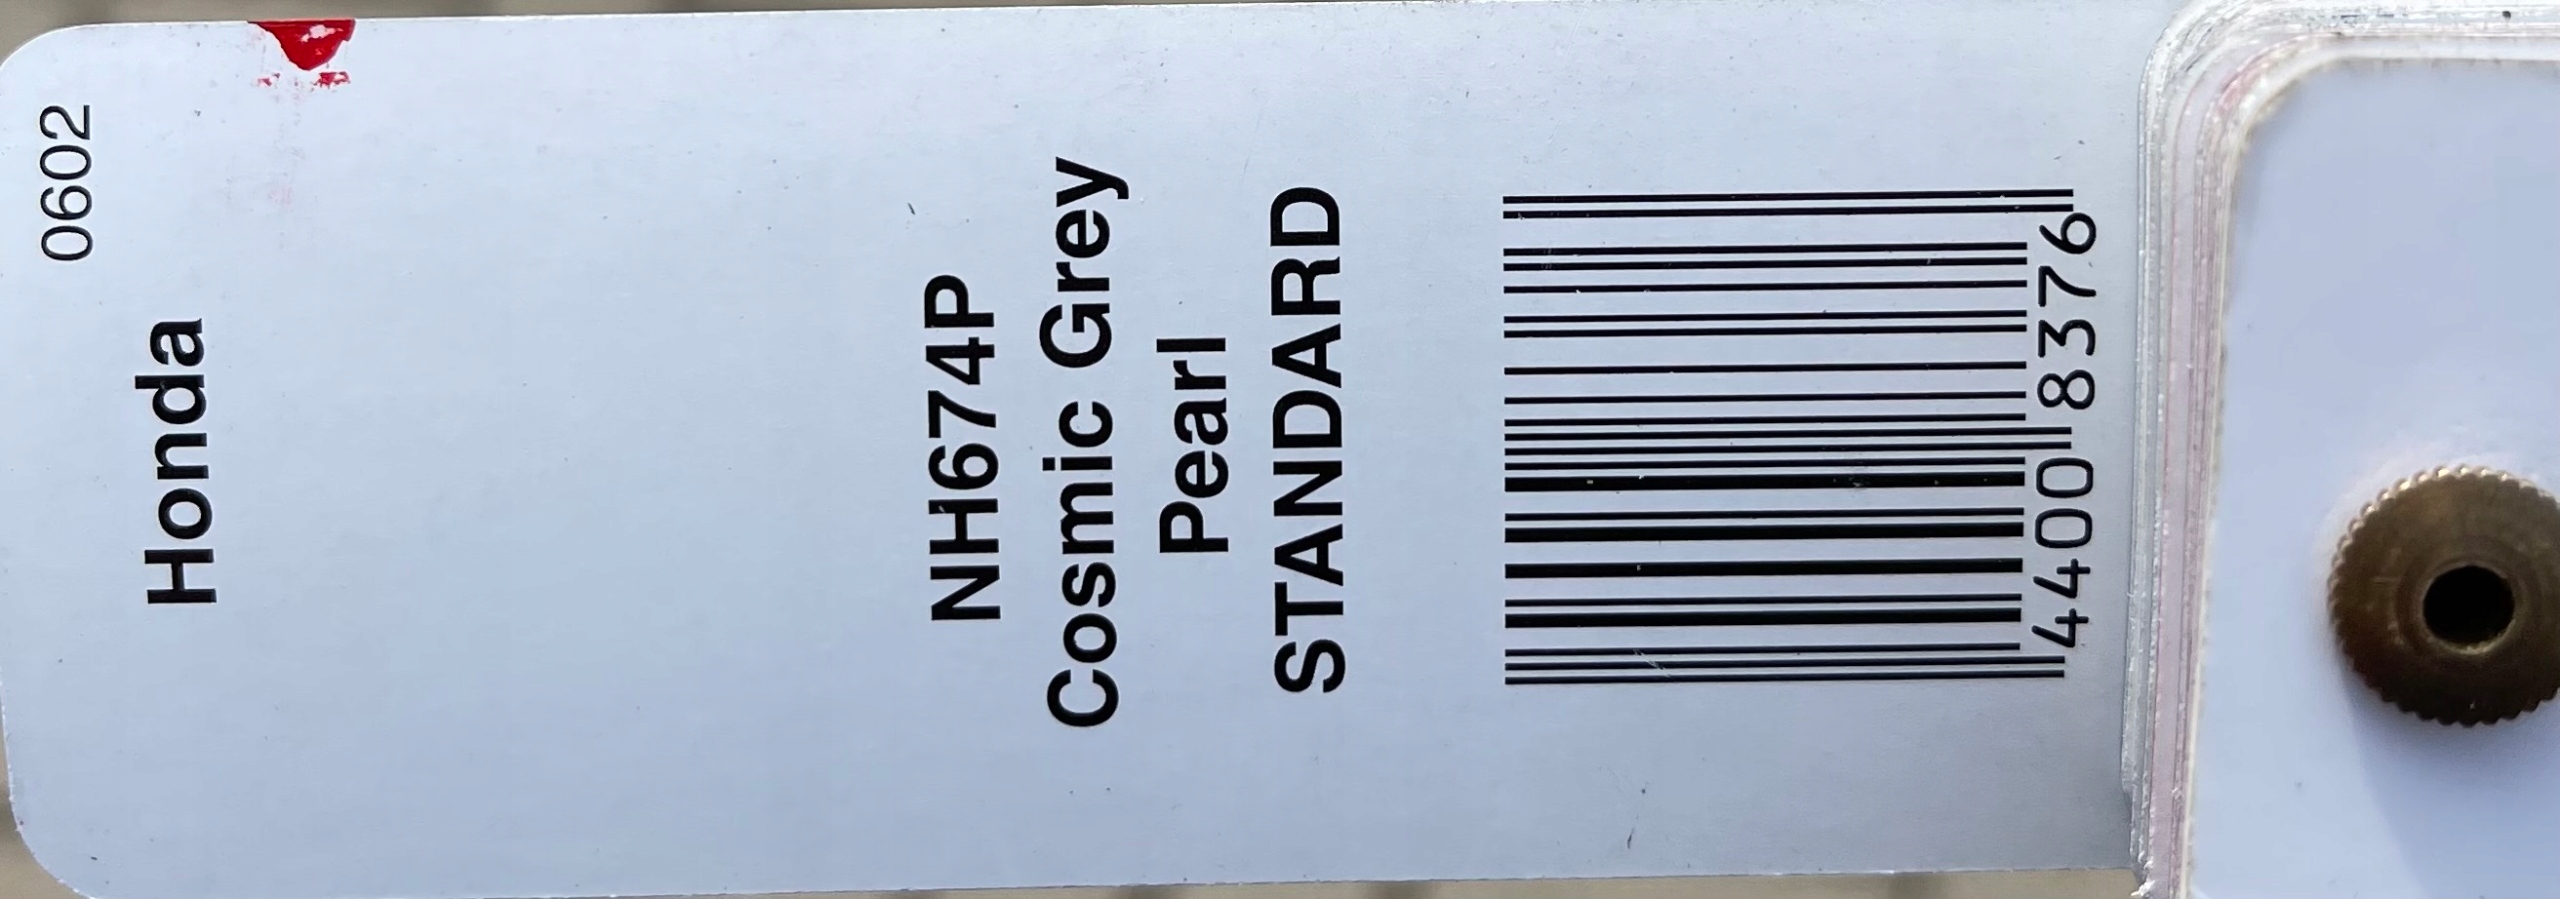 0602
Honda
NH674P
Cosmic Grey
Pearl
STANDARD
4400 8376